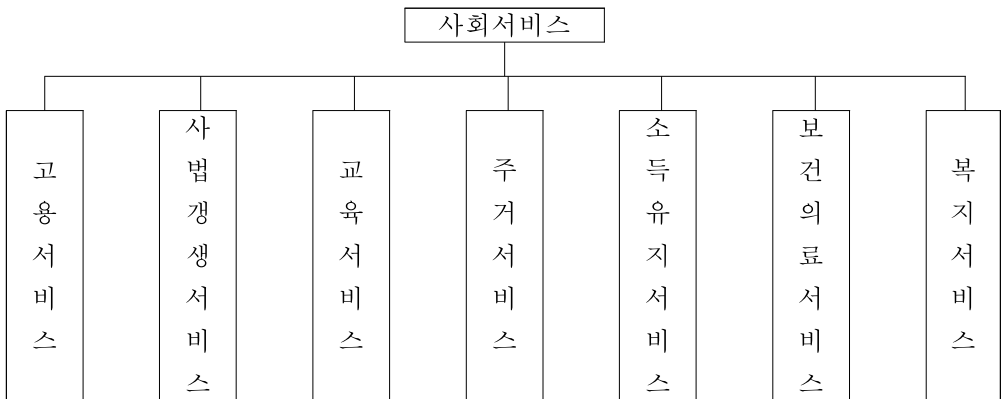 사회서비스
고용서비스
사법갱생서비스
교육서비스
주거서비스
소득유지서비스
보건의료서비스
복지서비스